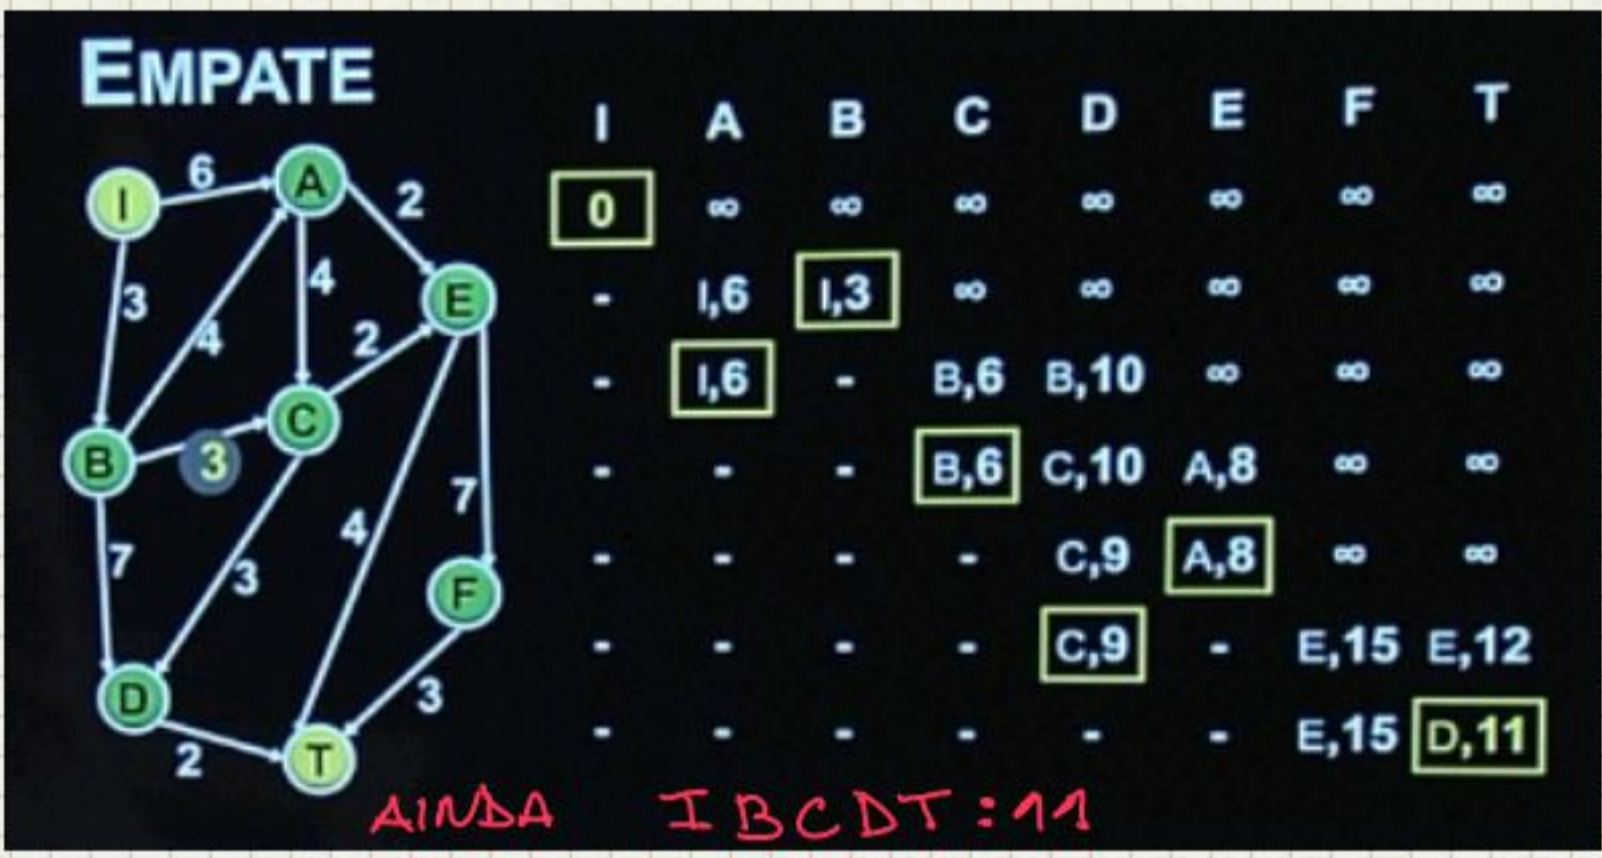 EMPATE
I A B C D E F T
0 ∞ ∞ ∞ ∞ ∞ ∞ ∞
- I,6 I,3 ∞ ∞ ∞ ∞ ∞
- I,6 - B,6 B,10 ∞ ∞ ∞
- - - B,6 C,10 A,8 ∞ ∞
- - - - C,9 A,8 ∞ ∞
- - - - C,9 - E,15 E,12
- - - - - - E,15 D,11
I 6 A 2
3 4 4 2 E
B 3 C
7 3 4 7
F
D 2 T 3
AINDA IBCDT:11